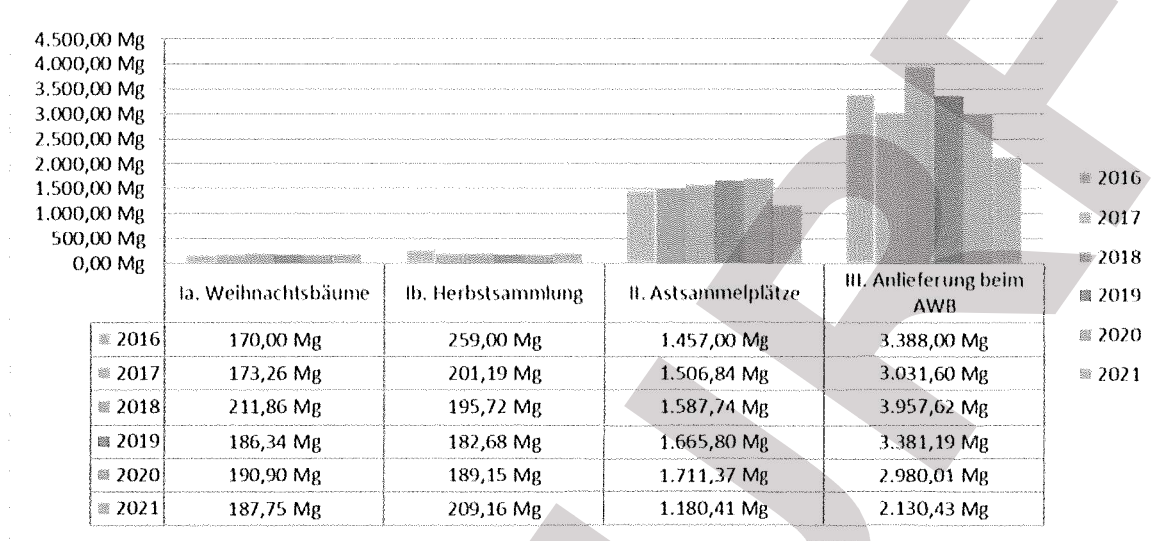 4.500,00 Mg
4.000,00 Mg
3.500,00 Mg
3.000,00 Mg
2.500,00 Mg
2.000,00 Mg
1.500,00 Mg
1.000,00 Mg
500,00 Mg
0,00 Mg
Ia. Weihnachtsbäume Ib. Herbstsammlung II. Astsammelplätze III. Anlieferung beim
AWB
2016 170,00 Mg 259,00 Mg 1.457,00 Mg 3.388,00 Mg
2017 173,26 Mg 201,19 Mg 1.506,84 Mg 3.031,60 Mg
2018 211,86 Mg 195,72 Mg 1.587,74 Mg 3.957,62 Mg
2019 186,34 Mg 182,68 Mg 1.665,80 Mg 3.381,19 Mg
2020 190,90 Mg 189,15 Mg 1.711,37 Mg 2.980,01 Mg
2021 187,75 Mg 209,16 Mg 1.180,41 Mg 2.130,43 Mg
2016
2017
2018
2019
2020
2021